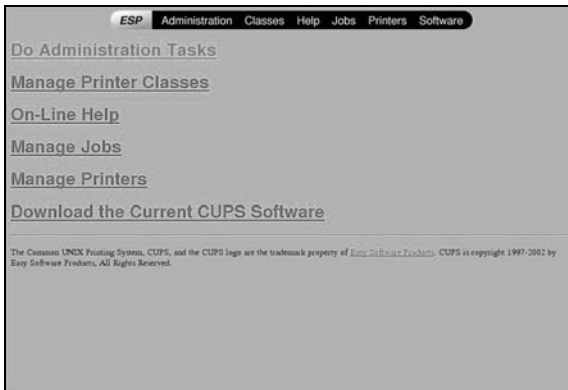 ESP Administration Classes Help Jobs Printers Software
Do Administration Tasks
Manage Printer Classes
On-Line Help
Manage Jobs
Manage Printers
Download the Current CUPS Software
The Common UNIX Printing System, CUPS, and the CUPS logo are the trademark property of Easy Software Products. CUPS is copyright 1997-2002 by
Easy Software Products, All Rights Reserved.